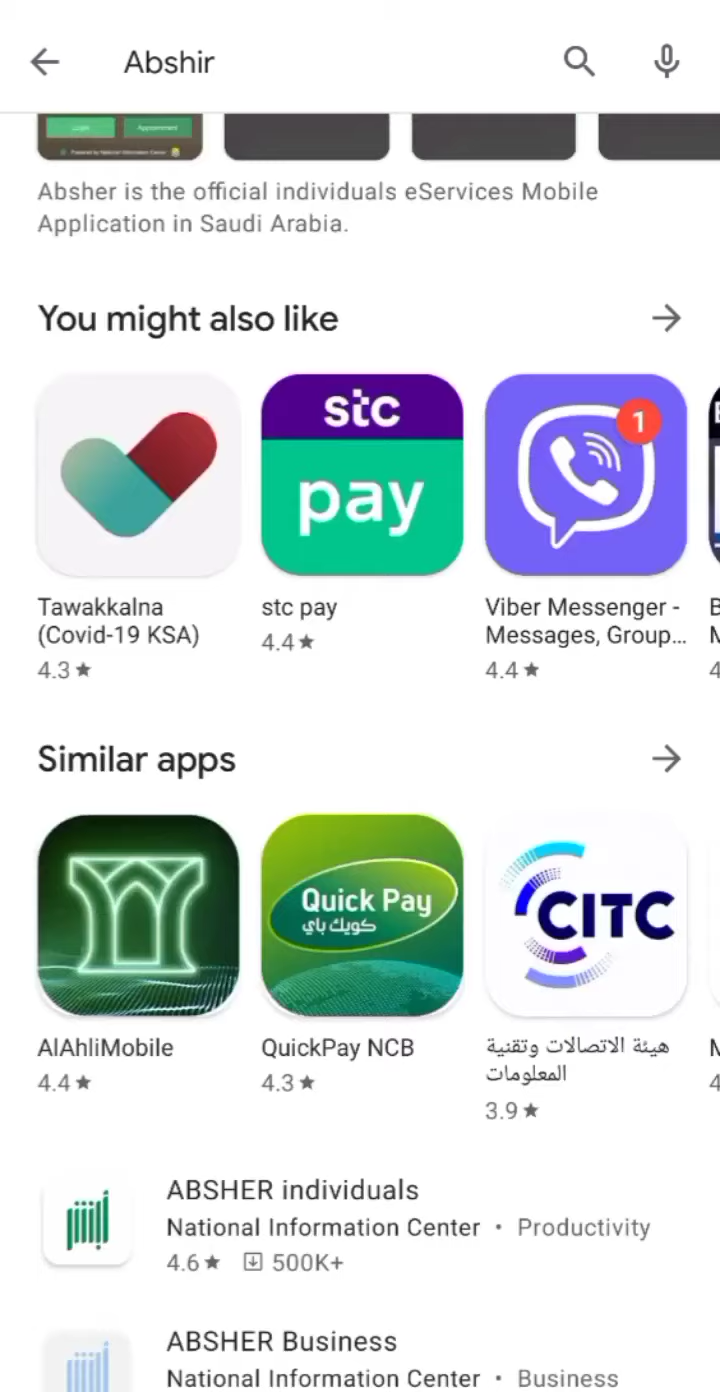 Abshir
Login
Appointment
Absher is the official individuals eServices Mobile
Application in Saudi Arabia.
You might also like
stc
pay
1
Tawakkalna
(Covid-19 KSA)
4.3★
stc pay
4.4★
Viber Messenger -
Messages, Group...
4.4★
Similar apps
Quick Pay
كويك باي
CITC
AlAhliMobile
4.4★
QuickPay NCB
4.3★
هيئة الاتصالات وتقنية
المعلومات
3.9★
أبشر
ABSHER individuals
National Information Center • Productivity
4.6★ 500K+
ABSHER Business
National Information Center • Business